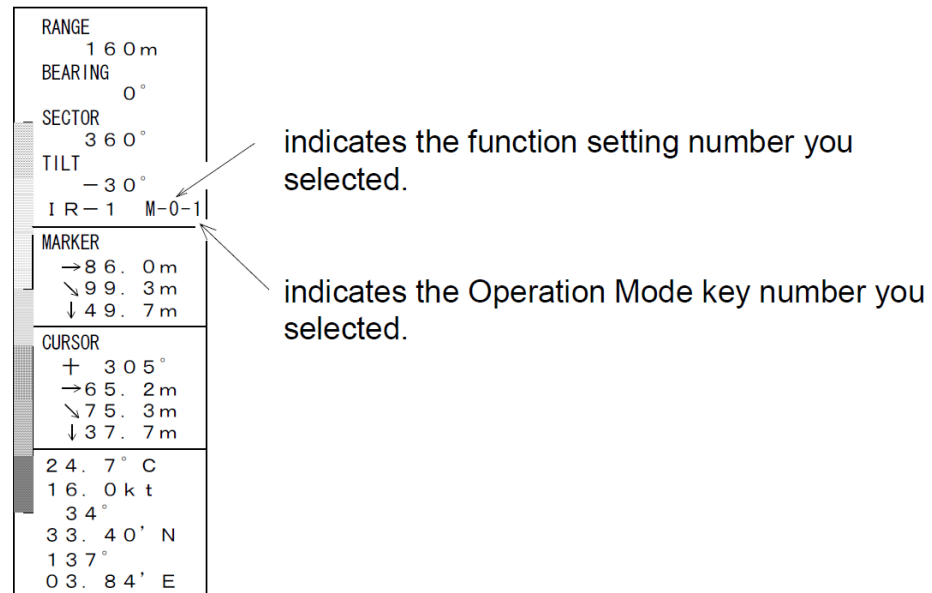 RANGE
160m
BEARING
0°
SECTOR
360°
TILT
-30°
IR-1 M-0-1
MARKER
→86.0m
↘99.3m
↓49.7m
CURSOR
+ 305°
→65.2m
↘75.3m
↓37.7m
24.7°C
16.0kt
34°
33.40'N
137°
03.84'E
indicates the function setting number you
selected.
indicates the Operation Mode key number you
selected.